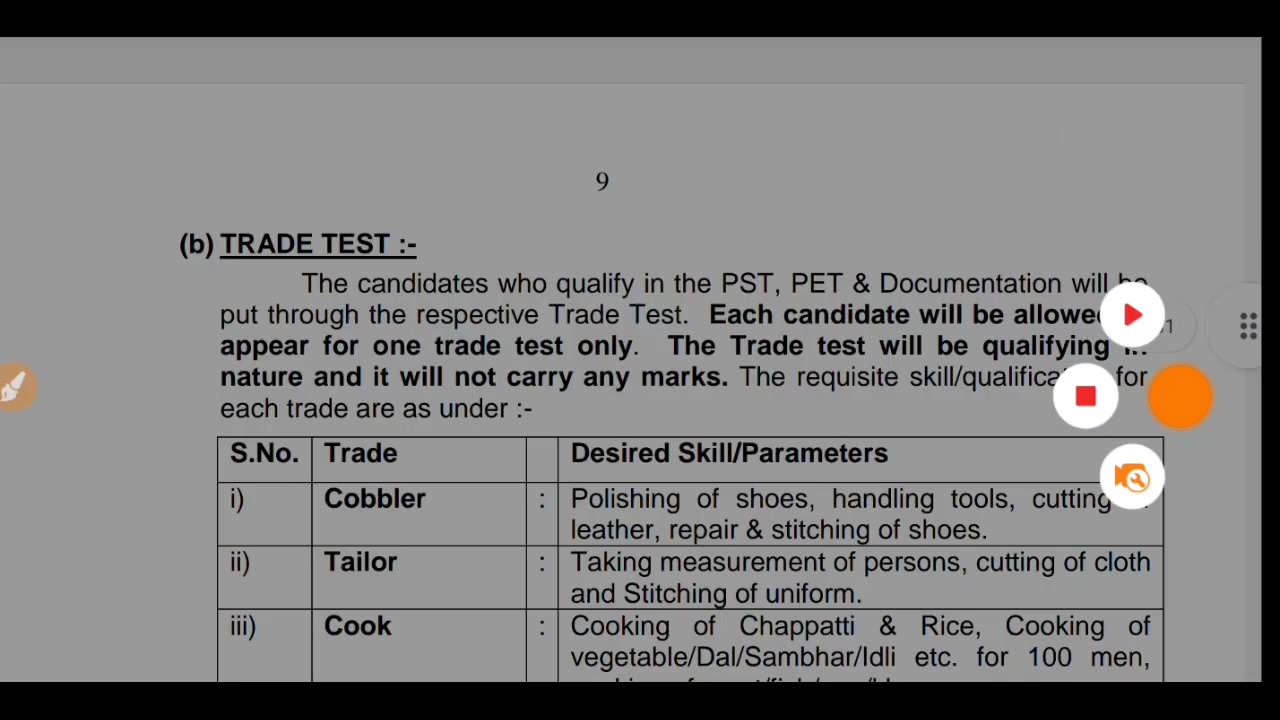 9
(b) TRADE TEST :-
The candidates who qualify in the PST, PET & Documentation will be
put through the respective Trade Test. Each candidate will be allowed
appear for one trade test only. The Trade test will be qualifying in
nature and it will not carry any marks. The requisite skill/qualification for
each trade are as under :-
S.No. Trade Desired Skill/Parameters
i) Cobbler : Polishing of shoes, handling tools, cutting
leather, repair & stitching of shoes.
ii) Tailor : Taking measurement of persons, cutting of cloth
and Stitching of uniform.
iii) Cook : Cooking of Chappatti & Rice, Cooking of
vegetable/Dal/Sambhar/Idli etc. for 100 men,